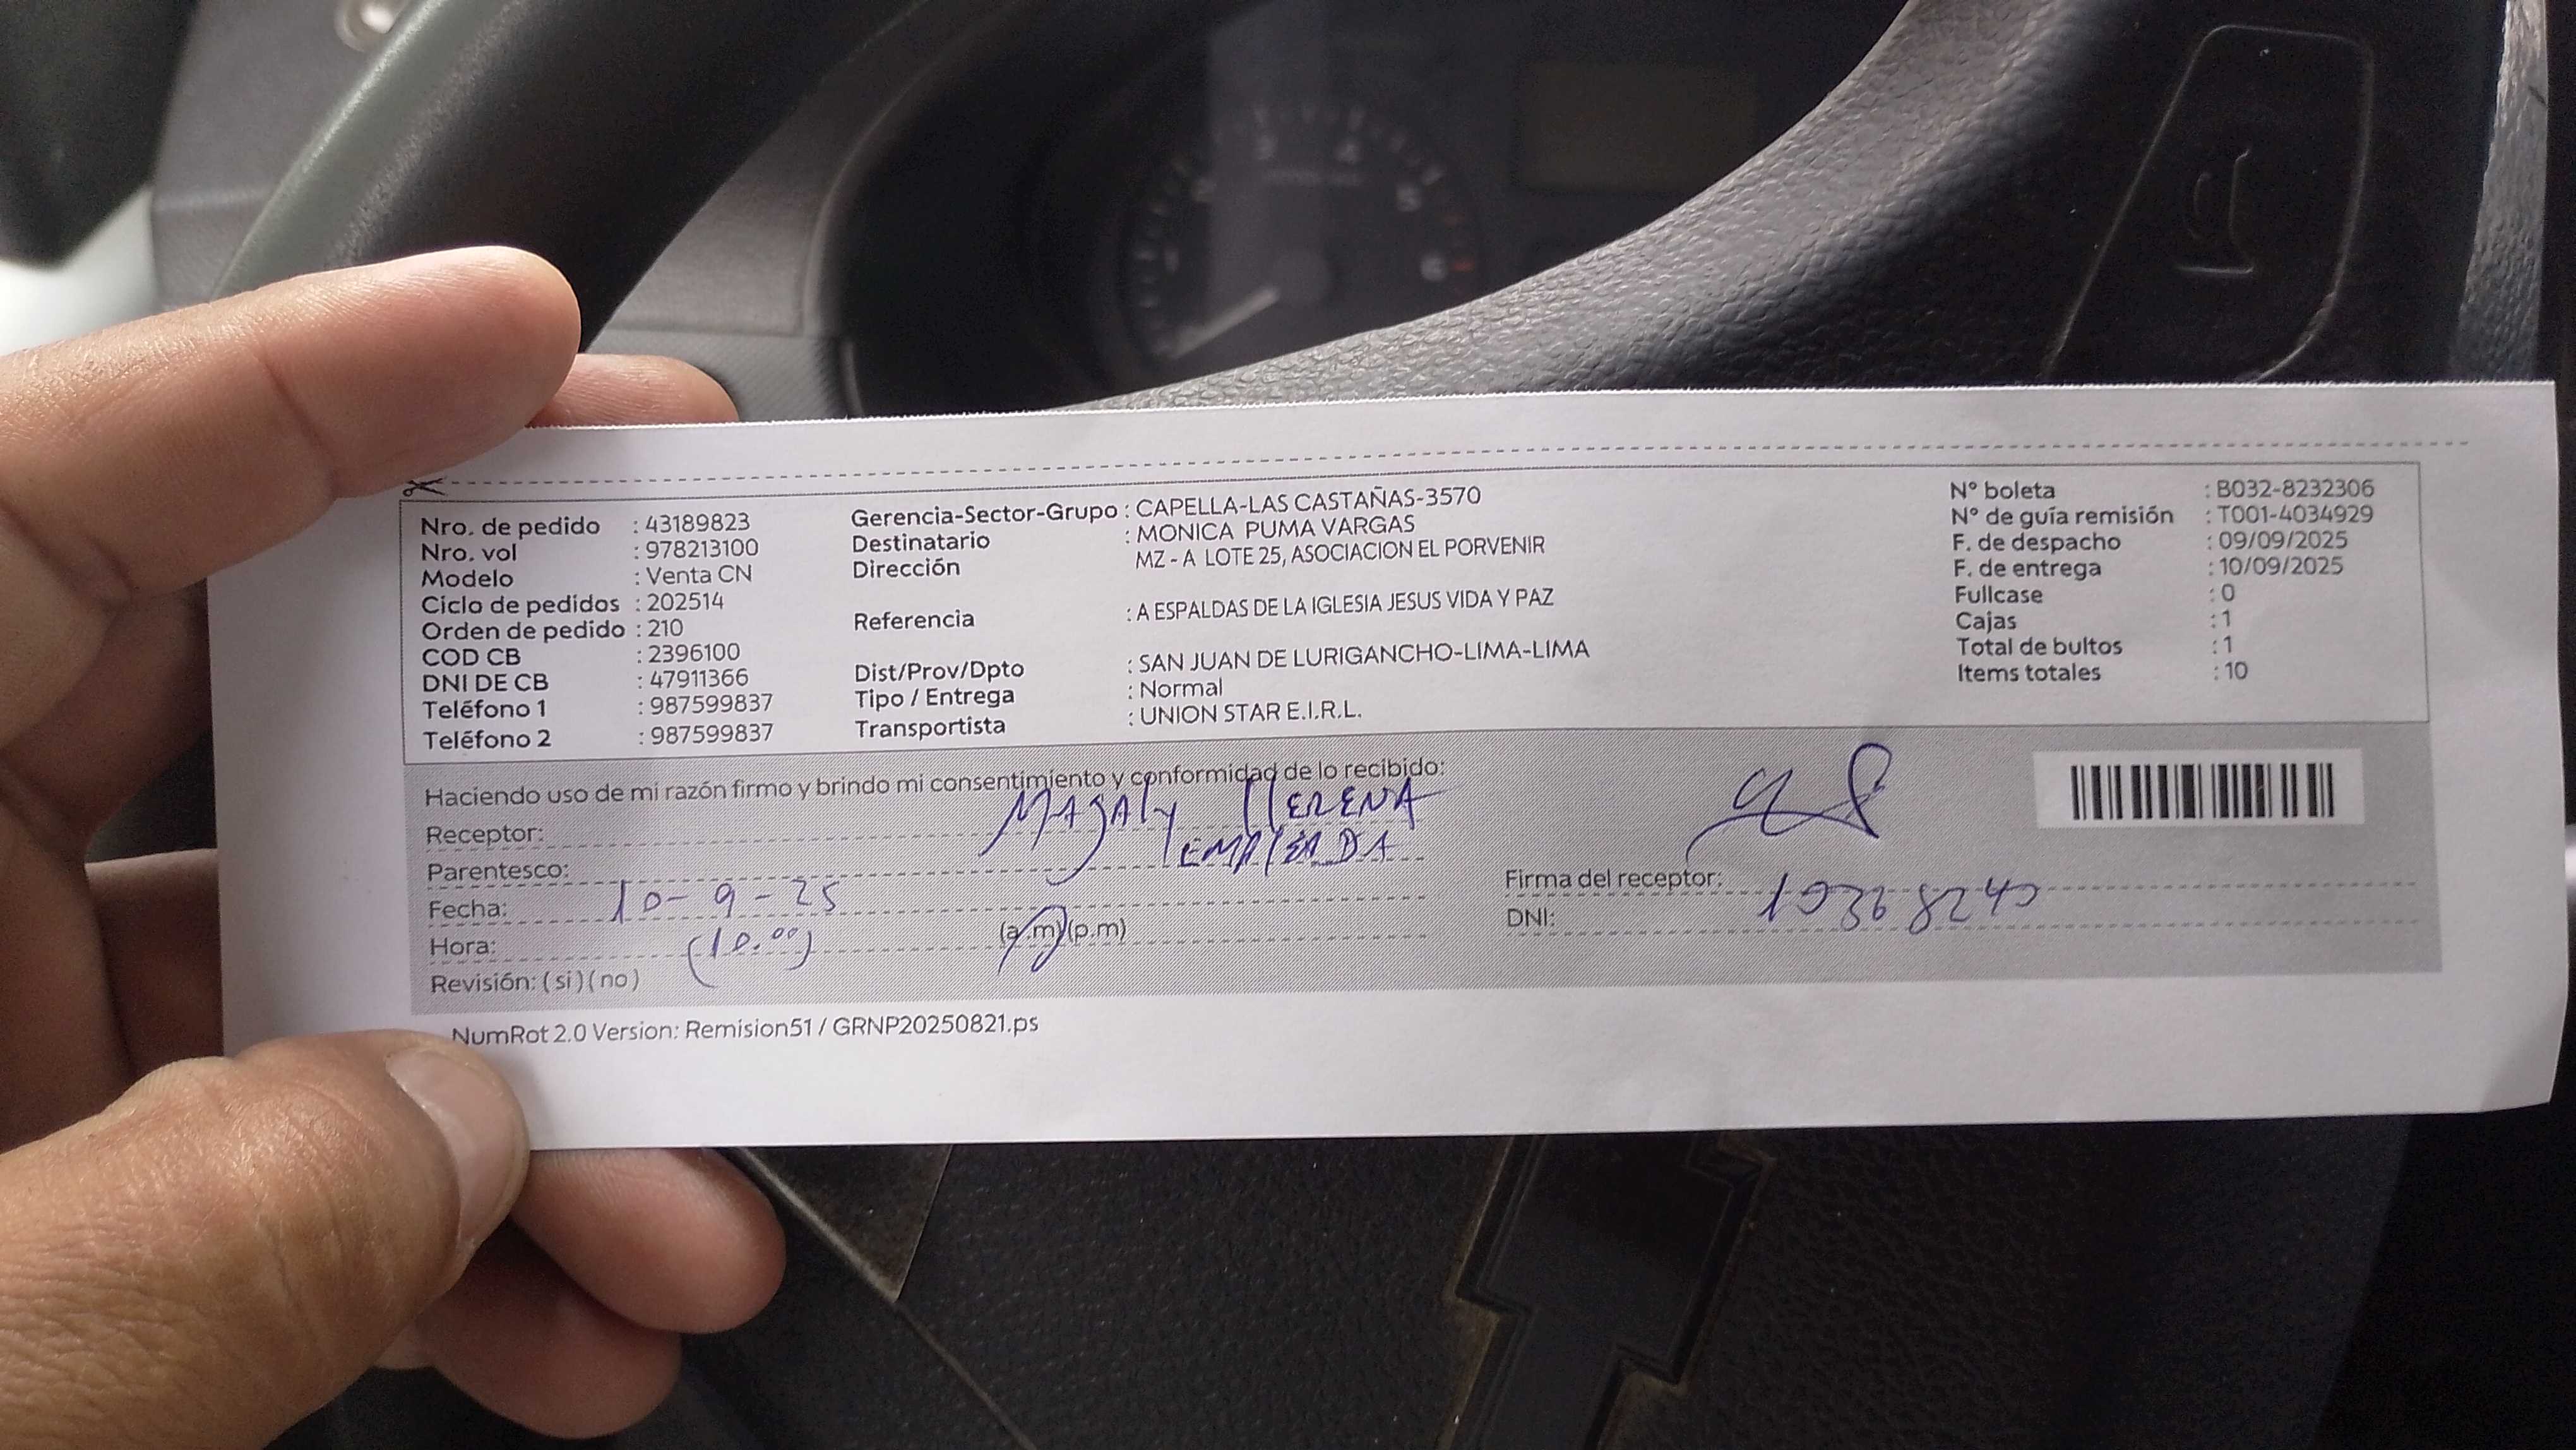 Nro. de pedido : 43189823
Nro. vol : 978213100
Modelo : Venta CN
Ciclo de pedidos : 202514
Orden de pedido : 210
COD CB : 2396100
DNI DE CB : 47911366
Teléfono 1 : 987599837
Teléfono 2 : 987599837
Gerencia-Sector-Grupo : CAPELLA-LAS CASTAÑAS-3570
Destinatario : MONICA PUMA VARGAS
Dirección MZ - A LOTE 25, ASOCIACION EL PORVENIR
Referencia : A ESPALDAS DE LA IGLESIA JESUS VIDA Y PAZ
Dist/Prov/Dpto : SAN JUAN DE LURIGANCHO-LIMA-LIMA
Tipo / Entrega : Normal
Transportista : UNION STAR E.I.R.L.
N° boleta : B032-8232306
N° de guía remisión : T001-4034929
F. de despacho : 09/09/2025
F. de entrega : 10/09/2025
Fullcase : 0
Cajas : 1
Total de bultos : 1
Items totales : 10
Haciendo uso de mi razón firmo y brindo mi consentimiento y conformidad de lo recibido:
Receptor: MAgAly llERENA
Parentesco: EMPlEADA
Fecha: 10-9-25
Hora: (10.00) (a.m)(p.m)
Revisión: (si)(no)
Firma del receptor:
DNI:
NumRot 2.0 Version: Remision51 / GRNP20250821.ps
3
4
5
6